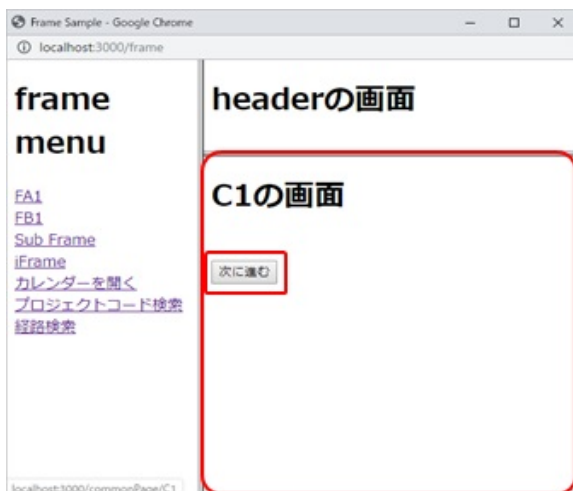 Frame Sample - Google Chrome
localhost:3000/frame
frame
menu
FA1
FB1
Sub Frame
iFrame
カレンダーを開く
プロジェクトコード検索
経路検索
headerの画面
C1の画面
次に進む
localhost:3000/commonPage/C1